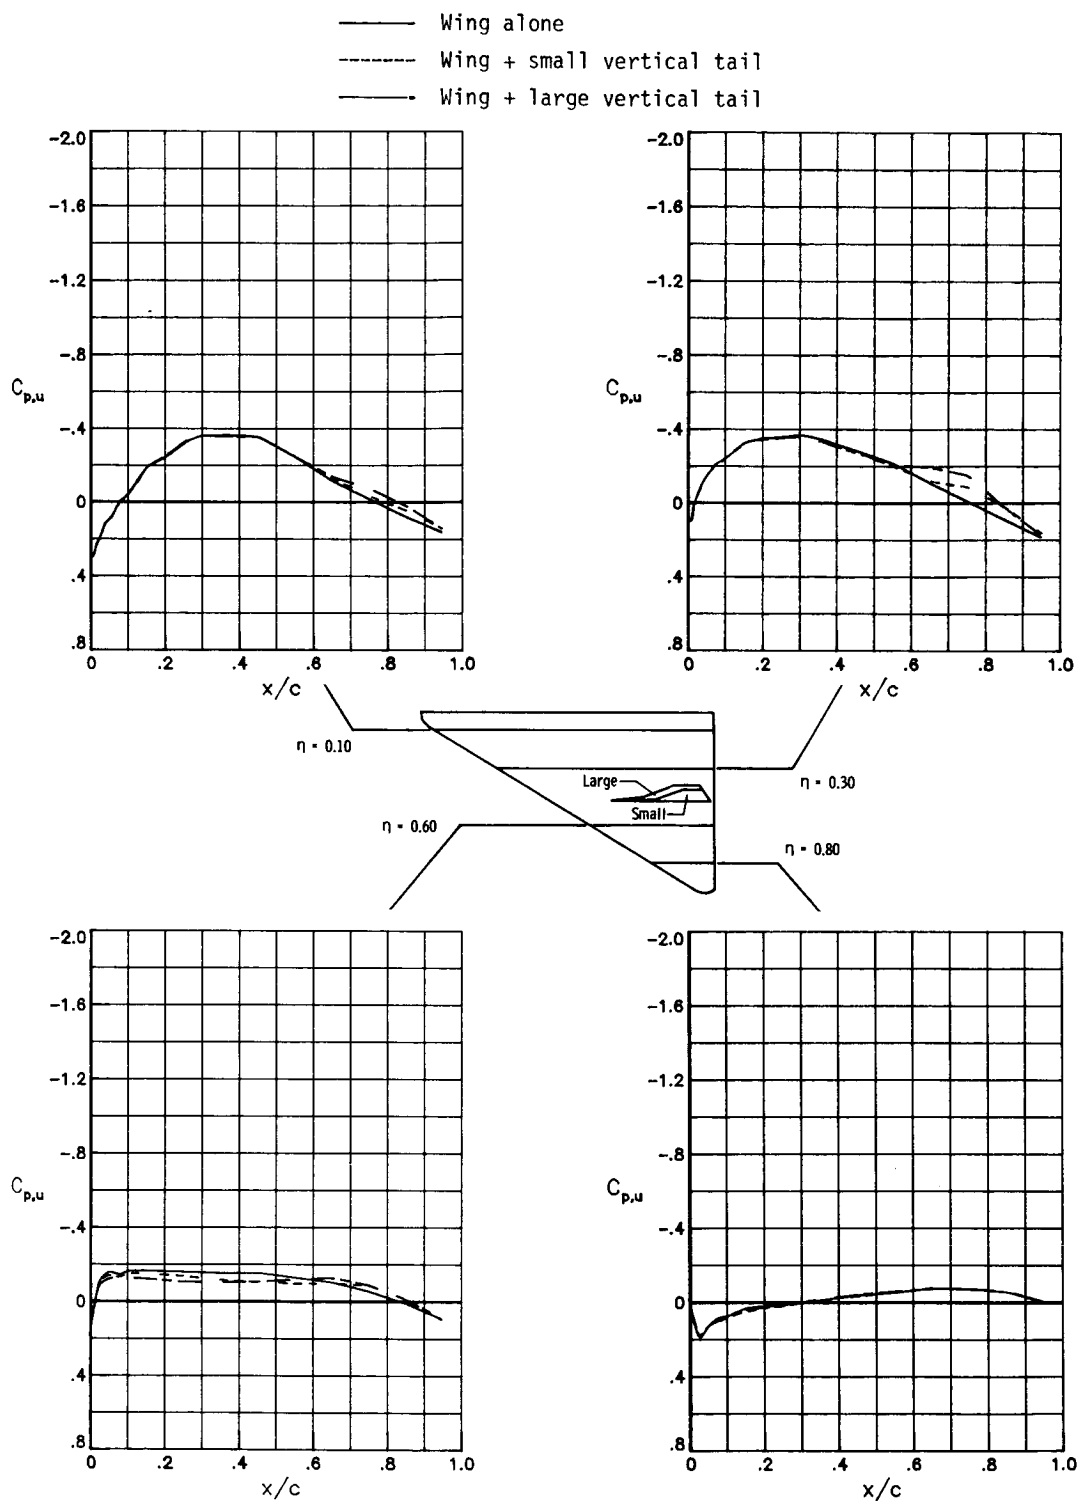 Wing alone
Wing + small vertical tail
Wing + large vertical tail
-2.0
-1.6
-1.2
-.8
C_p,u
-.4
0
.4
.8
0 .2 .4 .6 .8 1.0
x/c
-2.0
-1.6
-1.2
-.8
C_p,u
-.4
0
.4
.8
0 .2 .4 .6 .8 1.0
x/c
η = 0.10
Large
Small
η = 0.30
η = 0.60
η = 0.80
-2.0
-1.6
-1.2
-.8
C_p,u
-.4
0
.4
.8
0 .2 .4 .6 .8 1.0
x/c
-2.0
-1.6
-1.2
-.8
C_p,u
-.4
0
.4
.8
0 .2 .4 .6 .8 1.0
x/c